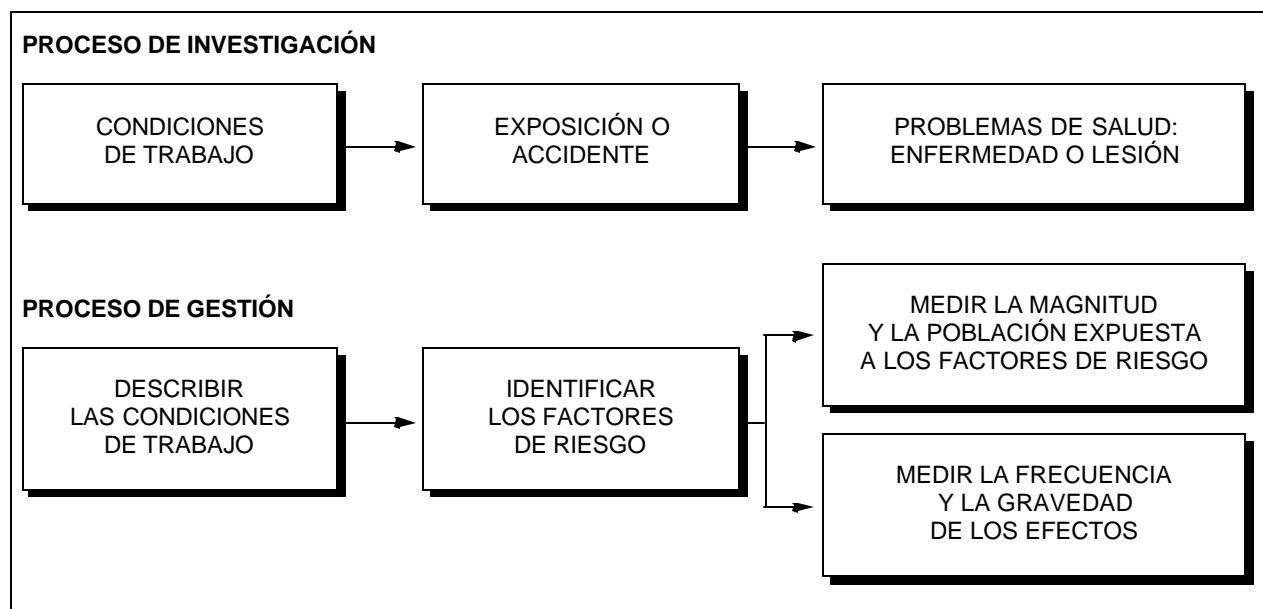 PROCESO DE INVESTIGACIÓN
CONDICIONES
DE TRABAJO
EXPOSICIÓN O
ACCIDENTE
PROBLEMAS DE SALUD:
ENFERMEDAD O LESIÓN
PROCESO DE GESTIÓN
DESCRIBIR
LAS CONDICIONES
DE TRABAJO
IDENTIFICAR
LOS FACTORES
DE RIESGO
MEDIR LA MAGNITUD
Y LA POBLACIÓN EXPUESTA
A LOS FACTORES DE RIESGO
MEDIR LA FRECUENCIA
Y LA GRAVEDAD
DE LOS EFECTOS